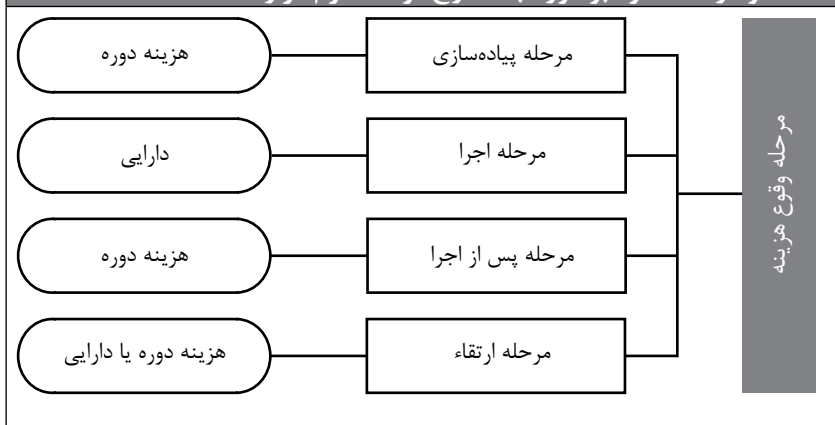 مرحله وقوع هزینه
مرحله پیاده‌سازی
هزینه دوره
مرحله اجرا
دارایی
مرحله پس از اجرا
هزینه دوره
مرحله ارتقاء
هزینه دوره یا دارایی